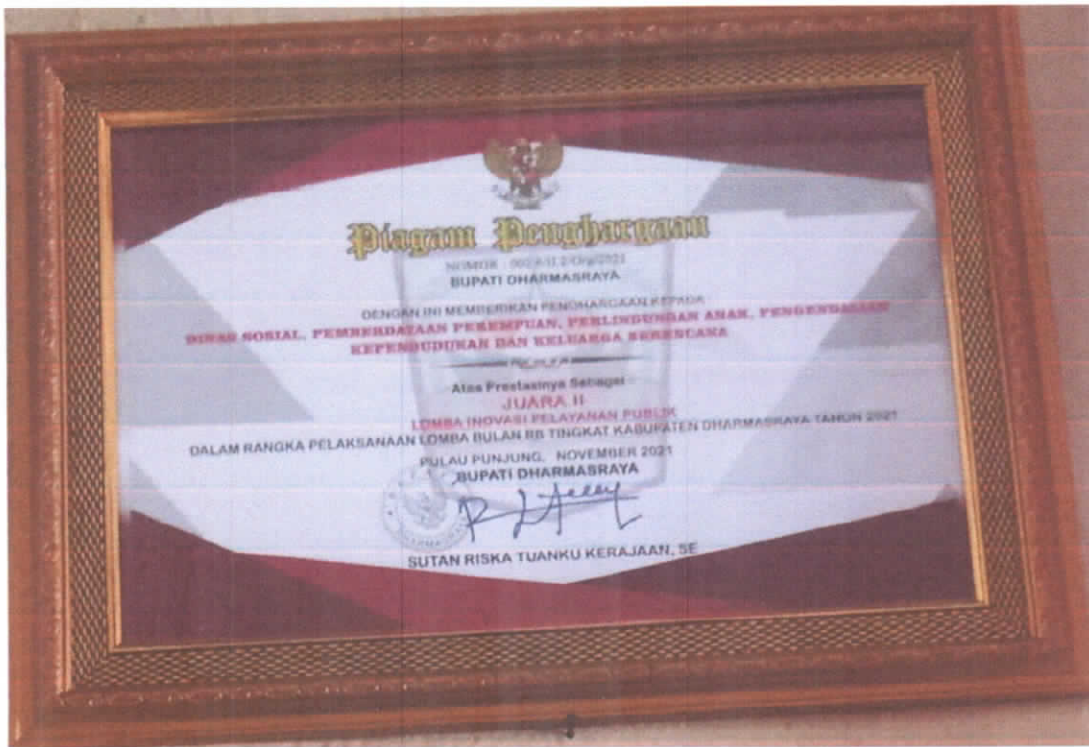 Piagam Penghargaan
NOMOR
BUPATI DHARMASRAYA
DENGAN INI MEMBERIKAN PENGHARGAAN KEPADA
DINAS SOSIAL, PEMBERDAYAAN PEREMPUAN, PERLINDUNGAN ANAK, PENGENDALIAN
KEPENDUDUKAN DAN KELUARGA BERENCANA
Atas Prestasinya Sebagai
JUARA II
LOMBA INOVASI PELAYANAN PUBLIK
DALAM RANGKA PELAKSANAAN LOMBA BULAN BB TINGKAT KABUPATEN DHARMASRAYA TAHUN 2021
PULAU PUNJUNG, NOVEMBER 2021
BUPATI DHARMASRAYA
SUTAN RISKA TUANKU KERAJAAN, SE